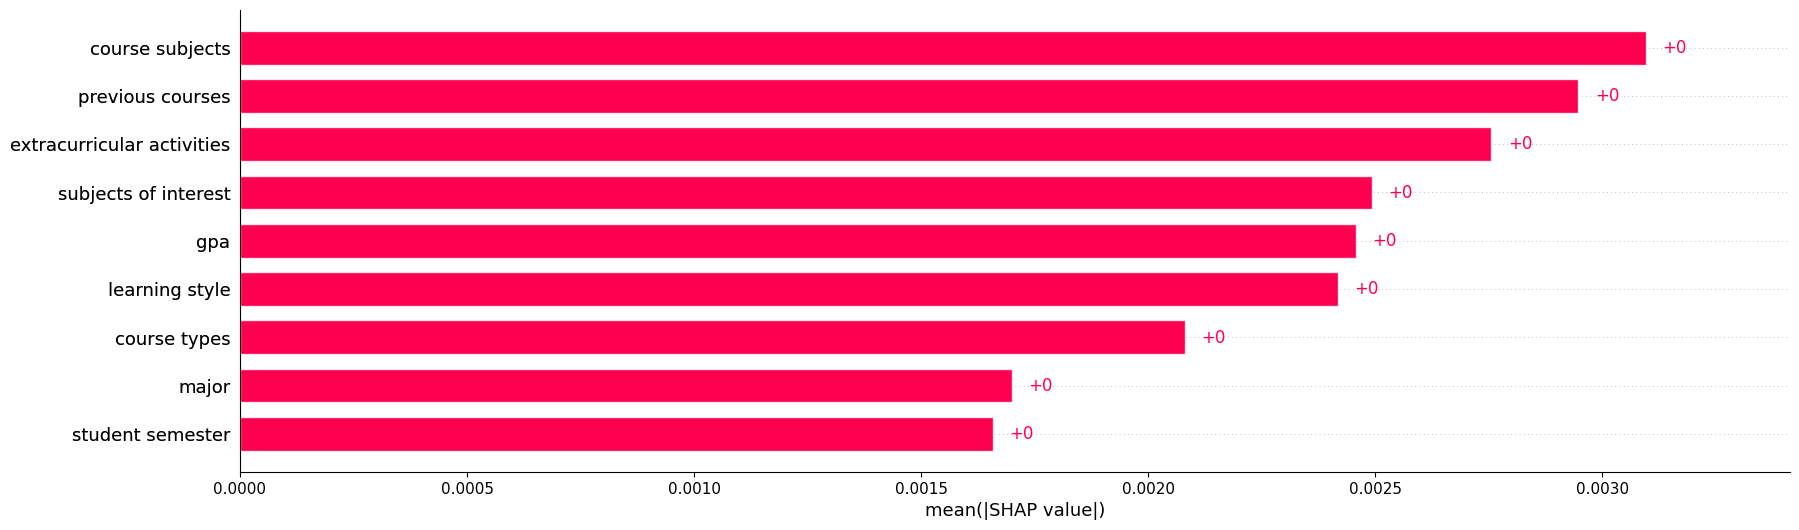 course subjects +0
previous courses +0
extracurricular activities +0
subjects of interest +0
gpa +0
learning style +0
course types +0
major +0
student semester +0
0.0000 0.0005 0.0010 0.0015 0.0020 0.0025 0.0030
mean(|SHAP value|)